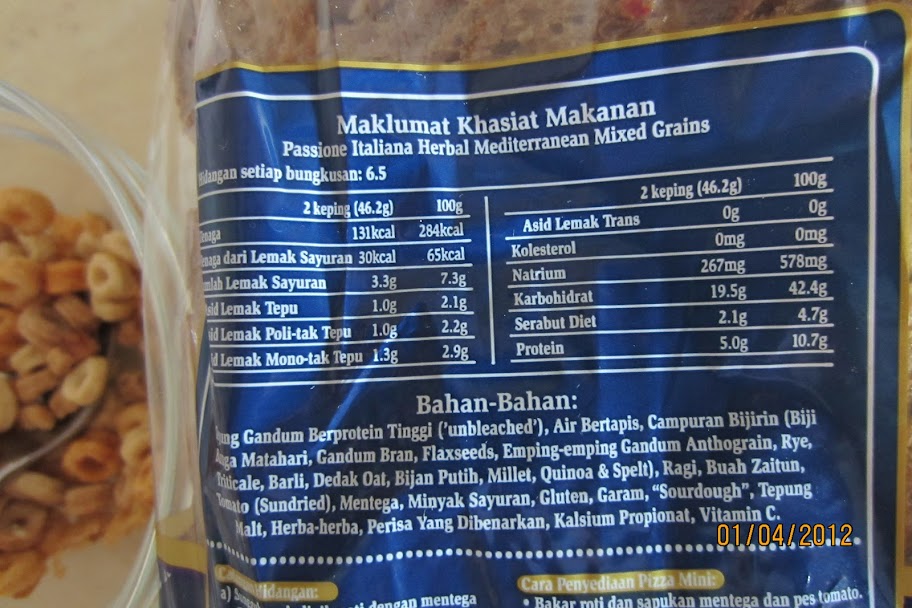 Maklumat Khasiat Makanan
Passione Italiana Herbal Mediterranean Mixed Grains
Hidangan setiap bungkusan: 6.5
2 keping (46.2g) 100g
Tenaga 131kcal 284kcal
Tenaga dari Lemak Sayuran 30kcal 65kcal
Jumlah Lemak Sayuran 3.3g 7.3g
Asid Lemak Tepu 1.0g 2.1g
Asid Lemak Poli-tak Tepu 1.0g 2.2g
Asid Lemak Mono-tak Tepu 1.3g 2.9g
2 keping (46.2g) 100g
Asid Lemak Trans 0g 0g
Kolesterol 0mg 0mg
Natrium 267mg 578mg
Karbohidrat 19.5g 42.4g
Serabut Diet 2.1g 4.7g
Protein 5.0g 10.7g
Bahan-Bahan:
Tepung Gandum Berprotein Tinggi ('unbleached'), Air Bertapis, Campuran Bijirin (Biji
Bunga Matahari, Gandum Bran, Flaxseeds, Emping-emping Gandum Anthograin, Rye,
Triticale, Barli, Dedak Oat, Bijan Putih, Millet, Quinoa & Spelt), Ragi, Buah Zaitun,
Tomato (Sundried), Mentega, Minyak Sayuran, Gluten, Garam, "Sourdough", Tepung
Malt, Herba-herba, Perisa Yang Dibenarkan, Kalsium Propionat, Vitamin C.
01/04/2012
Hidangan:
a) dengan mentega
Cara Penyediaan Pizza Mini:
• Bakar roti dan sapukan mentega dan pes tomato.